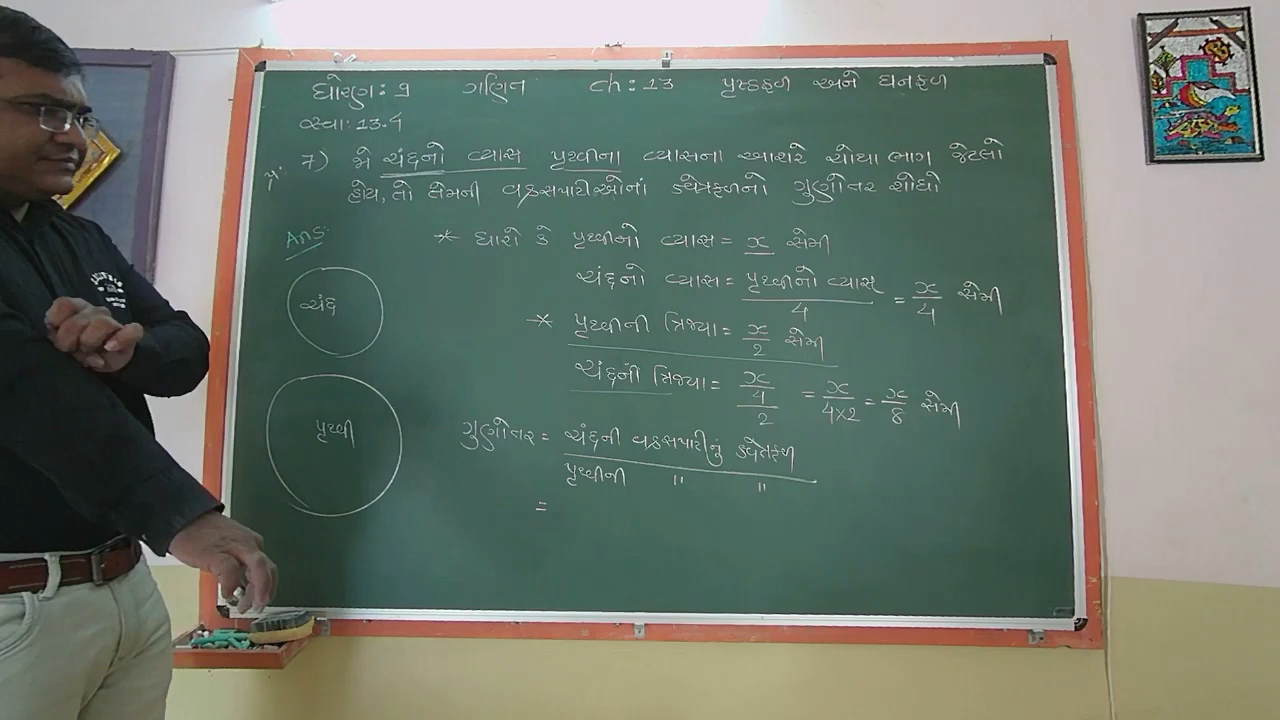 ધોરણ: 9 ગણિત ch: 13 પૃષ્ઠફળ અને ઘનફળ
સ્વા: 13.4
પ્ર: 7) જો ચંદ્રનો વ્યાસ પૃથ્વીના વ્યાસના આશરે ચોથા ભાગ જેટલો
હોય, તો તેમની વક્રસપાટીઓનાં ક્ષેત્રફળનો ગુણોત્તર શોધો
Ans:
* ધારો કે પૃથ્વીનો વ્યાસ = x સેમી
ચંદ્રનો વ્યાસ = પૃથ્વીનો વ્યાસ / 4 = x/4 સેમી
* પૃથ્વીની ત્રિજ્યા = x/2 સેમી
ચંદ્રની ત્રિજ્યા = x/4/2 = x/4×2 = x/8 સેમી
ચંદ્ર
પૃથ્વી
ગુણોત્તર = ચંદ્રની વક્રસપાટીનું ક્ષેત્રફળ
પૃથ્વીની " "
=